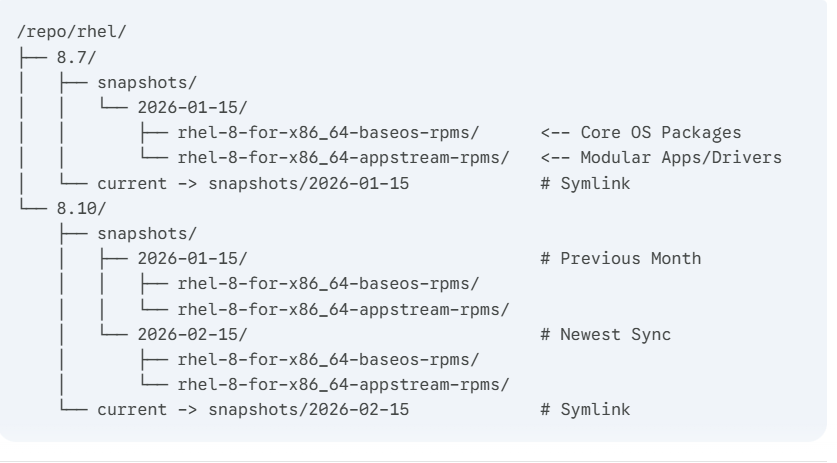 /repo/rhel/
├── 8.7/
│   ├── snapshots/
│   │   └── 2026-01-15/
│   │       ├── rhel-8-for-x86_64-baseos-rpms/      <-- Core OS Packages
│   │       └── rhel-8-for-x86_64-appstream-rpms/   <-- Modular Apps/Drivers
│   └── current -> snapshots/2026-01-15             # Symlink
└── 8.10/
    ├── snapshots/
    │   ├── 2026-01-15/                             # Previous Month
    │   │   ├── rhel-8-for-x86_64-baseos-rpms/
    │   │   └── rhel-8-for-x86_64-appstream-rpms/
    │   └── 2026-02-15/                             # Newest Sync
    │       ├── rhel-8-for-x86_64-baseos-rpms/
    │       └── rhel-8-for-x86_64-appstream-rpms/
    └── current -> snapshots/2026-02-15             # Symlink